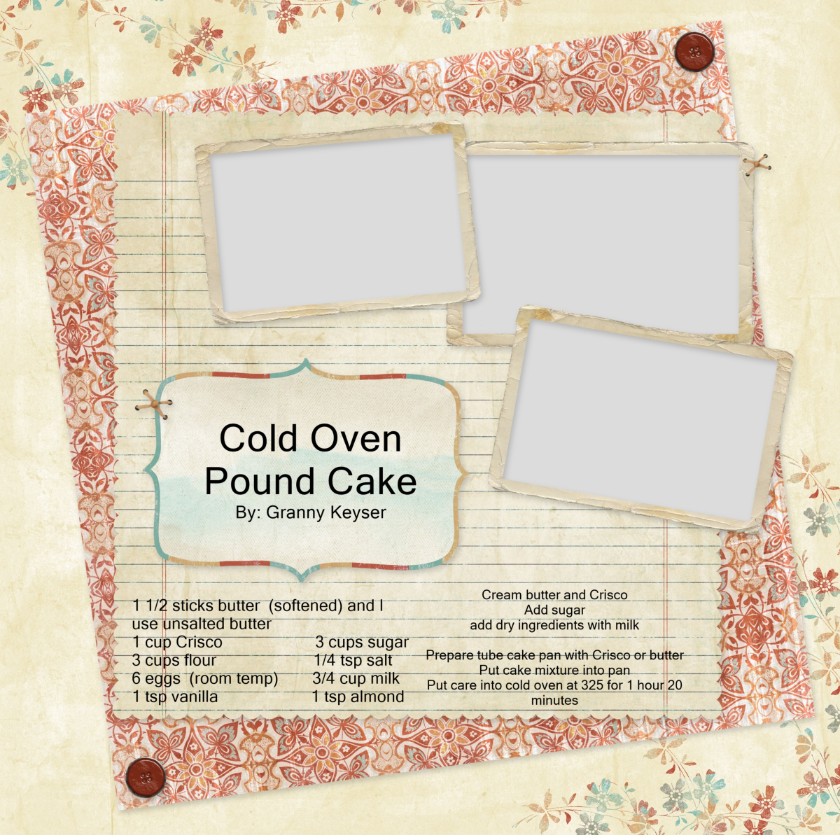 Cold Oven
Pound Cake
By: Granny Keyser
1 1/2 sticks butter  (softened) and I
use unsalted butter
1 cup Crisco
3 cups sugar
3 cups flour
1/4 tsp salt
6 eggs  (room temp)
3/4 cup milk
1 tsp vanilla
1 tsp almond
Cream butter and Crisco
Add sugar
add dry ingredients with milk
Prepare tube cake pan with Crisco or butter
Put cake mixture into pan
Put care into cold oven at 325 for 1 hour 20
minutes